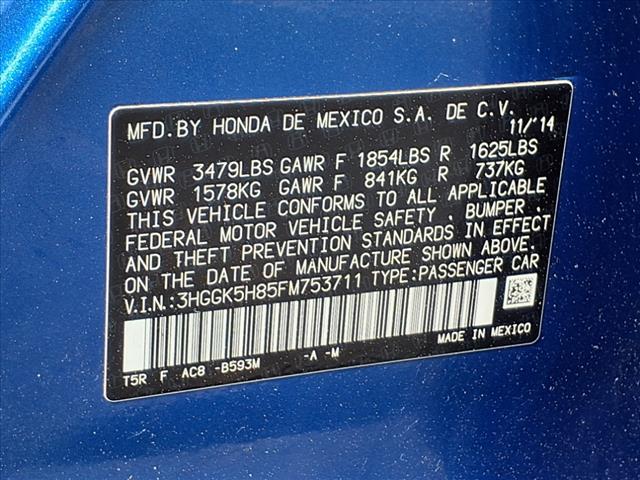 MFD.BY HONDA DE MEXICO S.A. DE C.V.
11/'14
GVWR 3479LBS GAWR F 1854LBS R 1625LBS
GVWR 1578KG GAWR F 841KG R 737KG
THIS VEHICLE CONFORMS TO ALL APPLICABLE
FEDERAL MOTOR VEHICLE SAFETY , BUMPER ,
AND THEFT PREVENTION STANDARDS IN EFFECT
ON THE DATE OF MANUFACTURE SHOWN ABOVE.
V.I.N.:3HGGK5H85FM753711 TYPE:PASSENGER CAR
MADE IN MEXICO
T5R F AC8 -B593M -A -M